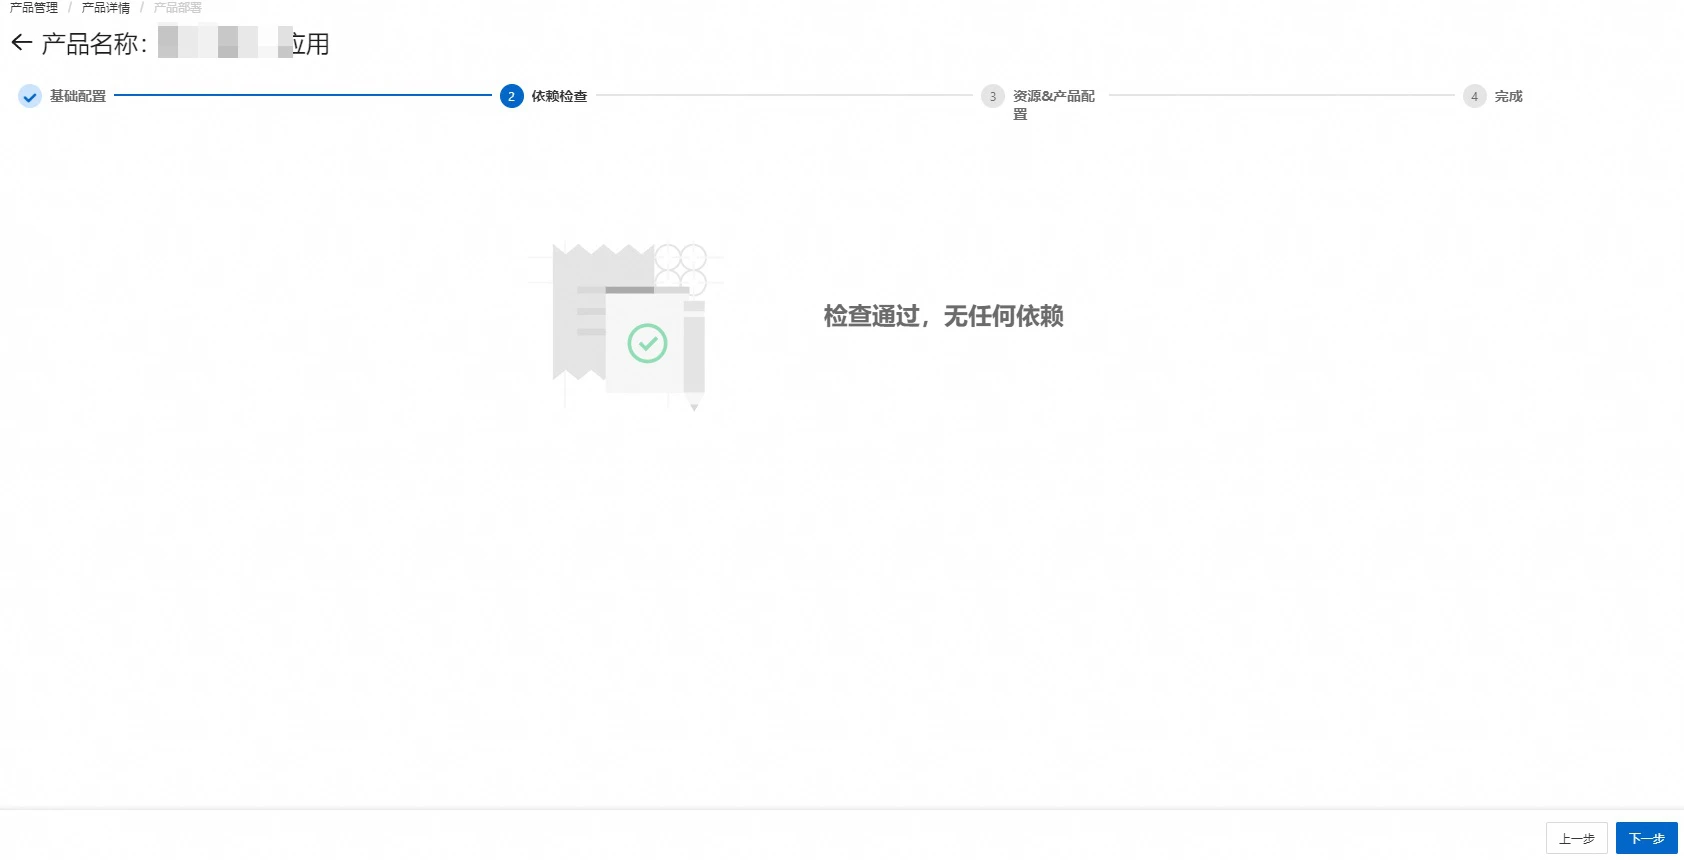 产品管理 / 产品详情 / 产品部署
产品名称： 应用
基础配置 2 依赖检查 3 资源&产品配置 4 完成
检查通过，无任何依赖
上一步 下一步